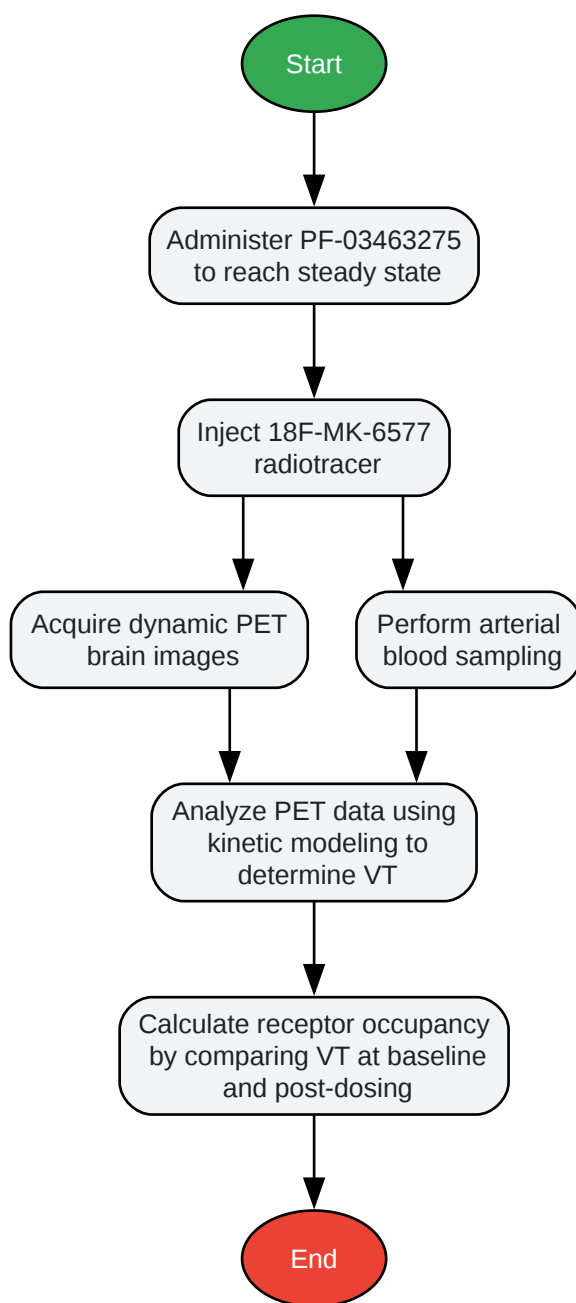 Start
Administer PF-03463275
to reach steady state
Inject 18F-MK-6577
radiotracer
Acquire dynamic PET
brain images
Perform arterial
blood sampling
Analyze PET data using
kinetic modeling to
determine VT
Calculate receptor occupancy
by comparing VT at baseline
and post-dosing
End